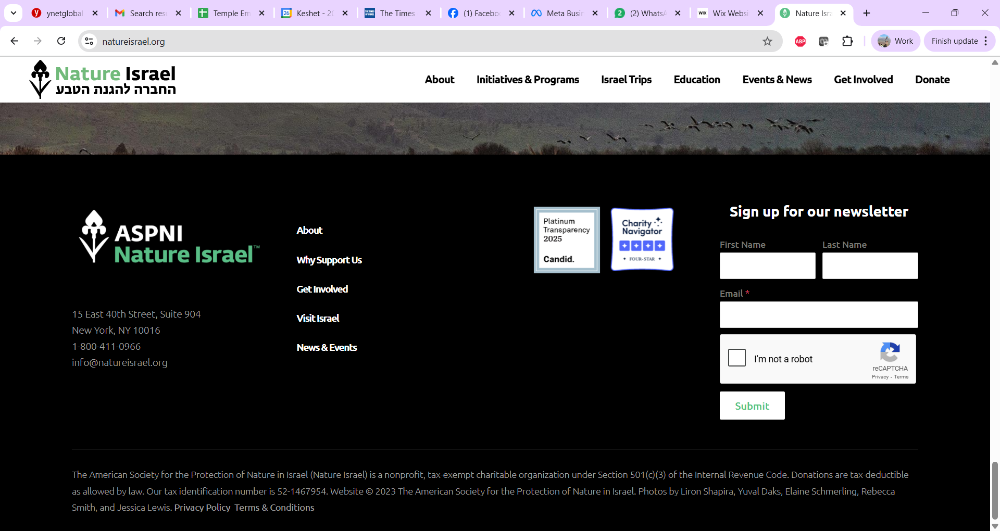 ynetglobal
Search res
Temple Em
Keshet - 20
The Times
(1) Facebo
Meta Busin
(2) WhatsA
Wix Websi
Nature Isra
natureisrael.org
ABP
Work
Finish update
Nature Israel
החברה להגנת הטבע
About
Initiatives & Programs
Israel Trips
Education
Events & News
Get Involved
Donate
ASPNI
Nature Israel™
15 East 40th Street, Suite 904
New York, NY 10016
1-800-411-0966
info@natureisrael.org
About
Why Support Us
Get Involved
Visit Israel
News & Events
Platinum
Transparency
2025
Candid.
Charity
Navigator
FOUR-STAR
Sign up for our newsletter
First Name
Last Name
Email *
I'm not a robot
reCAPTCHA
Privacy - Terms
Submit
The American Society for the Protection of Nature in Israel (Nature Israel) is a nonprofit, tax-exempt charitable organization under Section 501(c)(3) of the Internal Revenue Code. Donations are tax-deductible
as allowed by law. Our tax identification number is 52-1467954. Website © 2023 The American Society for the Protection of Nature in Israel. Photos by Liron Shapira, Yuval Daks, Elaine Schmerling, Rebecca
Smith, and Jessica Lewis. Privacy Policy Terms & Conditions